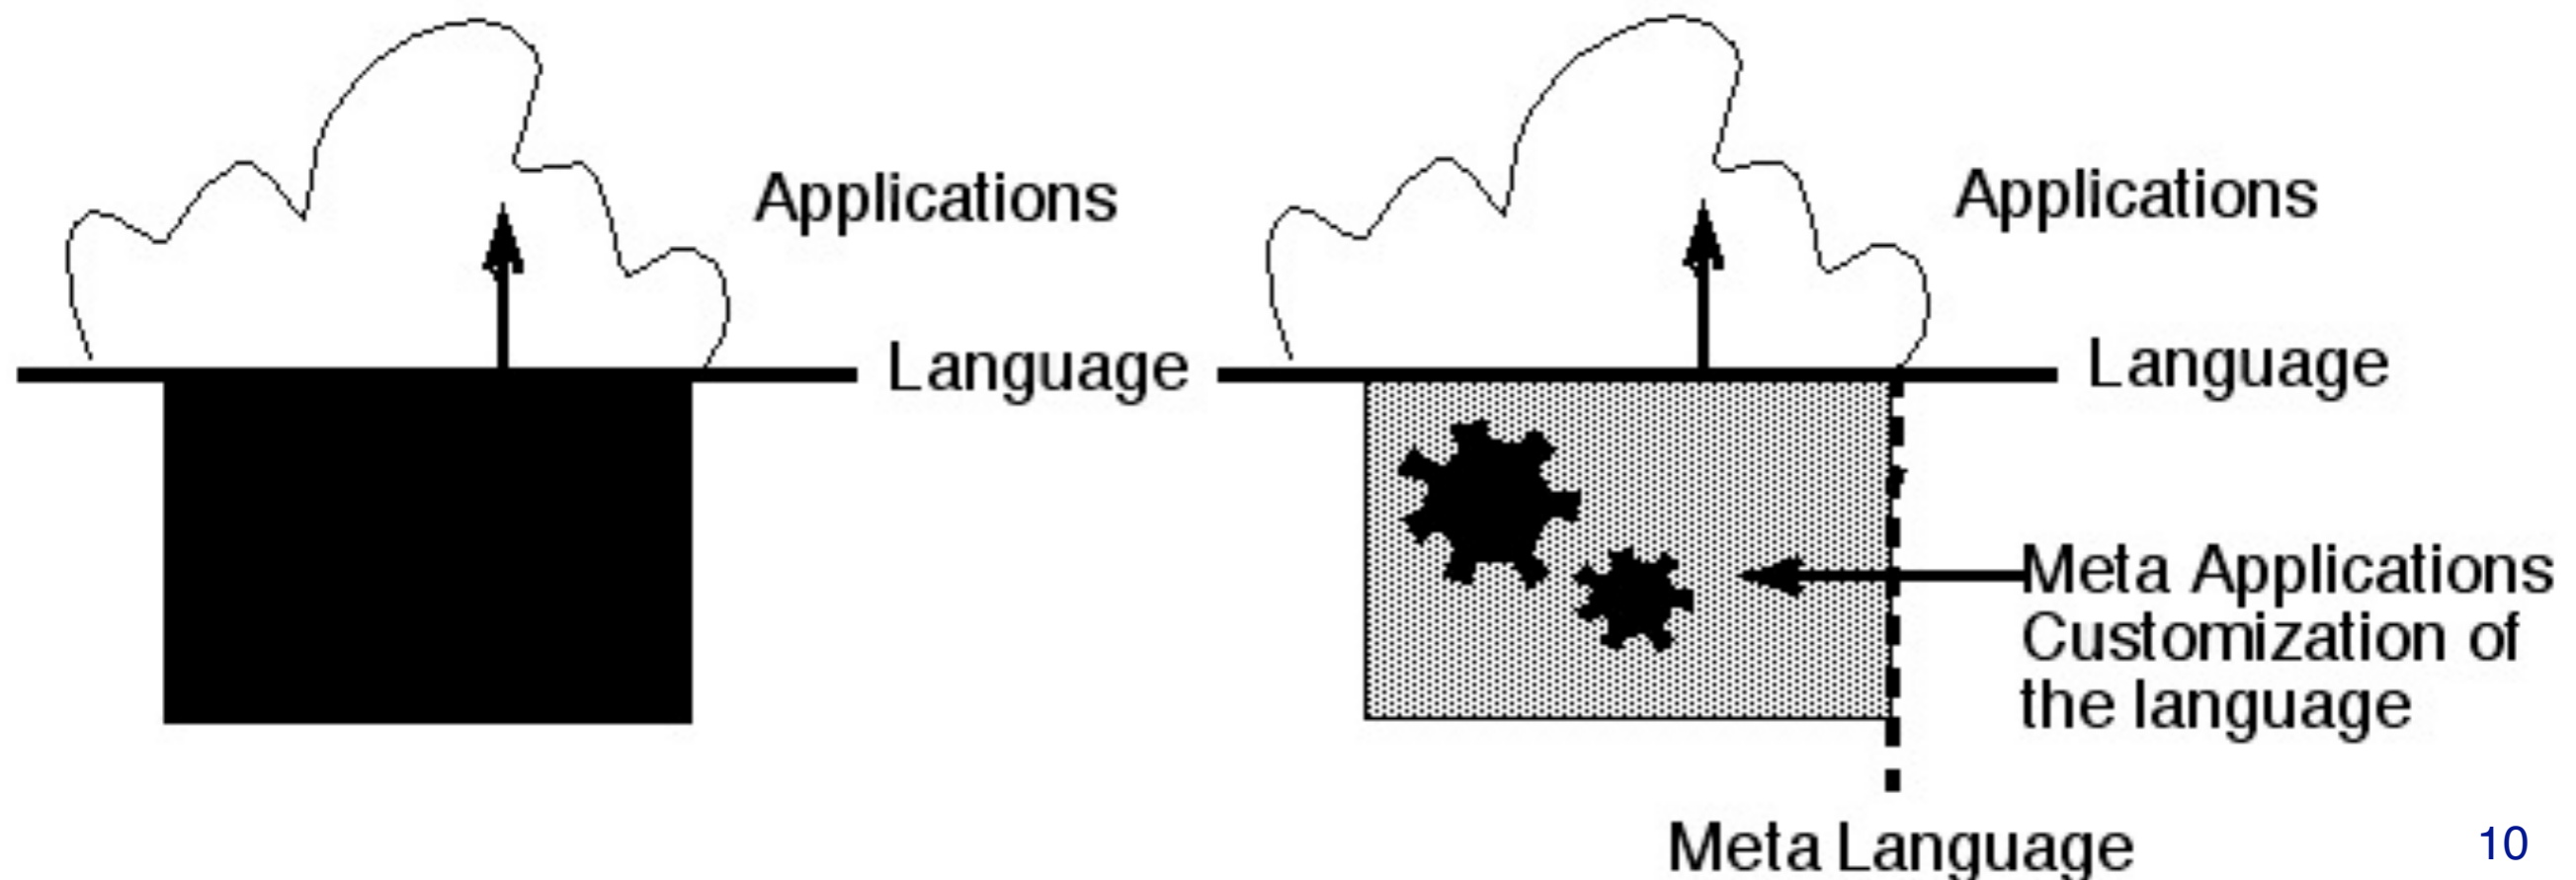 Applications
Language
Applications
Language
Meta Applications
Customization of
the language
Meta Language
10